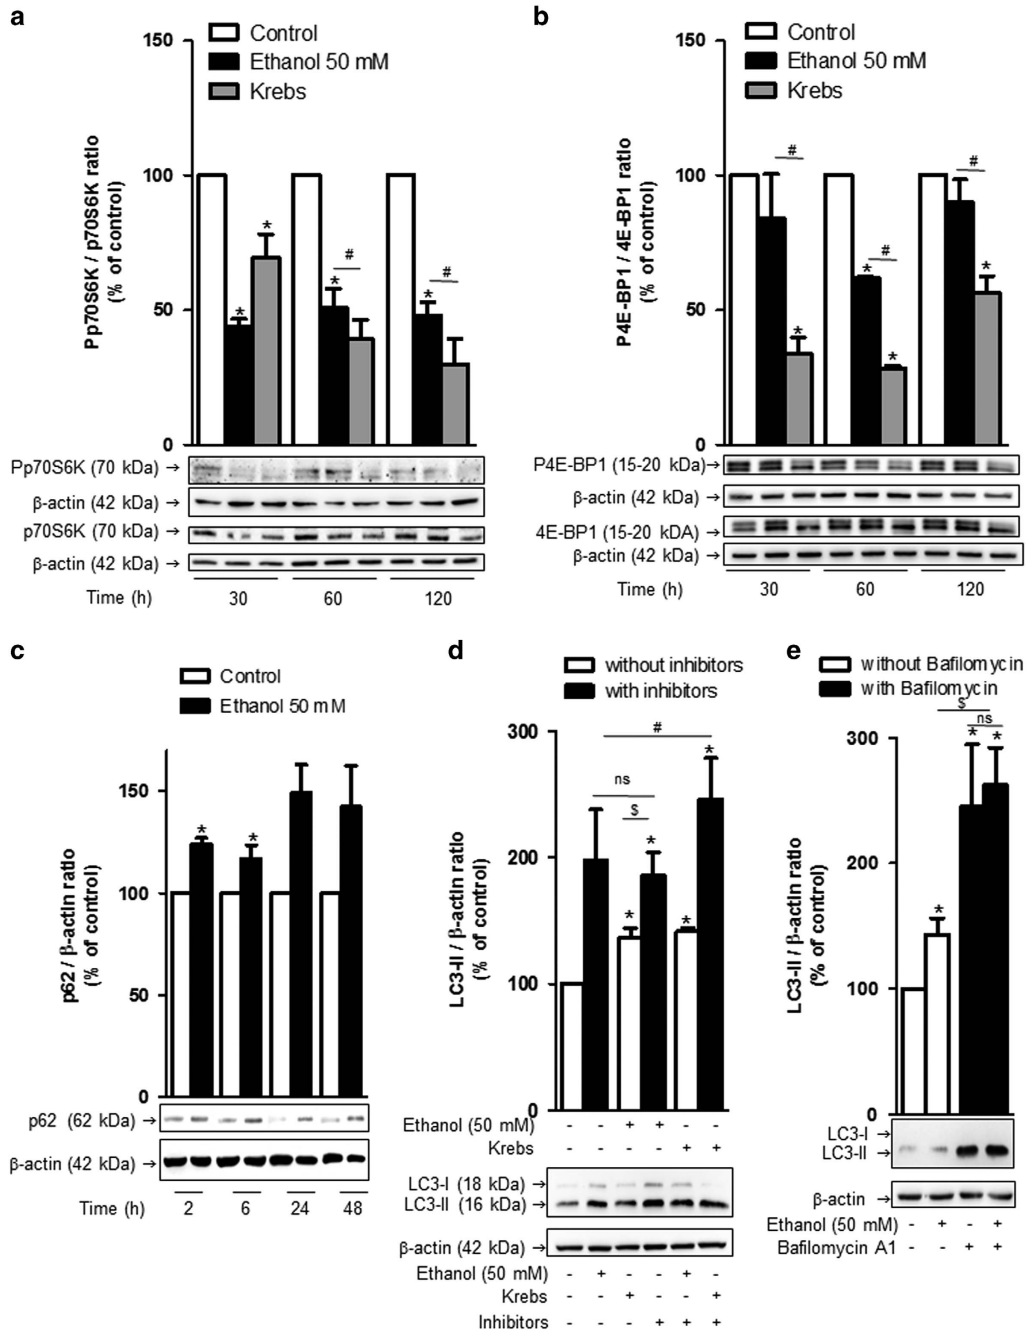 a
Control
Ethanol 50 mM
Krebs
Pp70S6K / p70S6K ratio
(% of control)
150
100
50
0
*
*
*
#
*
#
Pp70S6K (70 kDa) →
β-actin (42 kDa) →
p70S6K (70 kDa) →
β-actin (42 kDa) →
Time (h)
30
60
120
b
Control
Ethanol 50 mM
Krebs
P4E-BP1 / 4E-BP1 ratio
(% of control)
150
100
50
0
#
*
#
*
*
#
*
P4E-BP1 (15-20 kDa) →
β-actin (42 kDa) →
4E-BP1 (15-20 kDA) →
β-actin (42 kDa) →
Time (h)
30
60
120
c
Control
Ethanol 50 mM
p62 / β-actin ratio
(% of control)
150
100
50
0
*
*
p62 (62 kDa) →
β-actin (42 kDa) →
Time (h)
2
6
24
48
d
without inhibitors
with inhibitors
LC3-II / β-actin ratio
(% of control)
300
200
100
0
#
ns
$
*
*
*
*
Ethanol (50 mM) - - + + - -
Krebs - - - - + +
LC3-I (18 kDa) →
LC3-II (16 kDa) →
β-actin (42 kDa) →
Ethanol (50 mM) - + - - + -
Krebs - - + - - +
Inhibitors - - - + + +
e
without Bafilomycin
with Bafilomycin
LC3-II / β-actin ratio
(% of control)
300
200
100
0
$
ns
*
*
*
LC3-I →
LC3-II →
β-actin →
Ethanol (50 mM) - + - +
Bafilomycin A1 - - + +